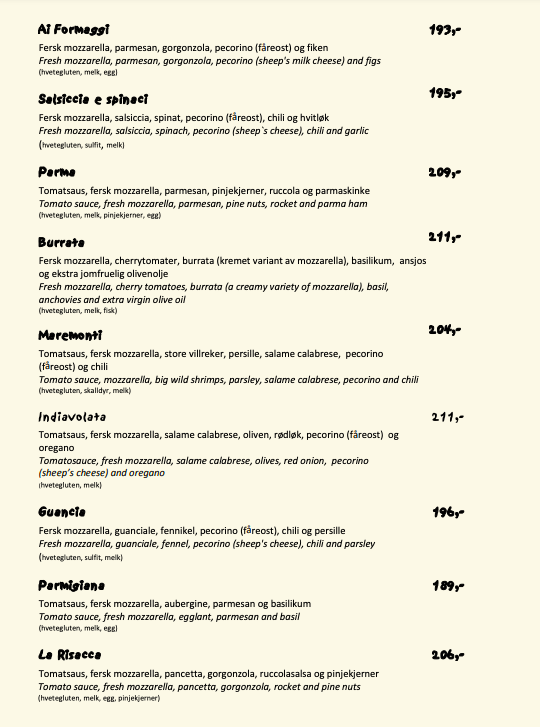 Ai Formaggi 193,-
Fersk mozzarella, parmesan, gorgonzola, pecorino (fåreost) og fiken
Fresh mozzarella, parmesan, gorgonzola, pecorino (sheep's milk cheese) and figs
(hvetegluten, melk, egg)
Salsiccia e spinaci 195,-
Fersk mozzarella, salsiccia, spinat, pecorino (fåreost), chili og hvitløk
Fresh mozzarella, salsiccia, spinach, pecorino (sheep`s cheese), chili and garlic
(hvetegluten, sulfit, melk)
Parma 209,-
Tomatsaus, fersk mozzarella, parmesan, pinjekjerner, ruccola og parmaskinke
Tomato sauce, fresh mozzarella, parmesan, pine nuts, rocket and parma ham
(hvetegluten, melk, pinjekjerner, egg)
Burrata 211,-
Fersk mozzarella, cherrytomater, burrata (kremet variant av mozzarella), basilikum, ansjos
og ekstra jomfruelig olivenolje
Fresh mozzarella, cherry tomatoes, burrata (a creamy variety of mozzarella), basil,
anchovies and extra virgin olive oil
(hvetegluten, melk, fisk)
Maremonti 204,-
Tomatsaus, fersk mozzarella, store villreker, persille, salame calabrese, pecorino
(fåreost) og chili
Tomato sauce, mozzarella, big wild shrimps, parsley, salame calabrese, pecorino and chili
(hvetegluten, skalldyr, melk)
Indiavolata 211,-
Tomatsaus, fersk mozzarella, salame calabrese, oliven, rødløk, pecorino (fåreost) og
oregano
Tomatosauce, fresh mozzarella, salame calabrese, olives, red onion, pecorino
(sheep's cheese) and oregano
(hvetegluten, melk)
Guancia 196,-
Fersk mozzarella, guanciale, fennikel, pecorino (fåreost), chili og persille
Fresh mozzarella, guanciale, fennel, pecorino (sheep's cheese), chili and parsley
(hvetegluten, sulfit, melk)
Parmigiana 189,-
Tomatsaus, fersk mozzarella, aubergine, parmesan og basilikum
Tomato sauce, fresh mozzarella, egglant, parmesan and basil
(hvetegluten, melk, egg)
La Risacca 206,-
Tomatsaus, fersk mozzarella, pancetta, gorgonzola, ruccolasalsa og pinjekjerner
Tomato sauce, fresh mozzarella, pancetta, gorgonzola, rocket and pine nuts
(hvetegluten, melk, egg, pinjekjerner)